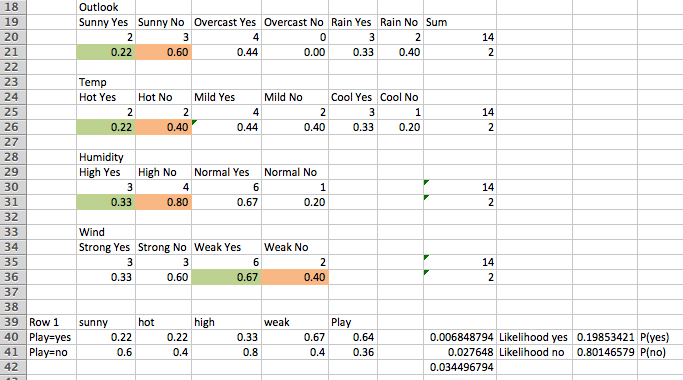 18 Outlook
19 Sunny Yes Sunny No Overcast Yes Overcast No Rain Yes Rain No Sum
20 2 3 4 0 3 2 14
21 0.22 0.60 0.44 0.00 0.33 0.40 2
22
23 Temp
24 Hot Yes Hot No Mild Yes Mild No Cool Yes Cool No
25 2 2 4 2 3 1 14
26 0.22 0.40 0.44 0.40 0.33 0.20 2
27
28 Humidity
29 High Yes High No Normal Yes Normal No
30 3 4 6 1 14
31 0.33 0.80 0.67 0.20 2
32
33 Wind
34 Strong Yes Strong No Weak Yes Weak No
35 3 3 6 2 14
36 0.33 0.60 0.67 0.40 2
37
38
39 Row 1 sunny hot high weak Play
40 Play=yes 0.22 0.22 0.33 0.67 0.64 0.006848794 Likelihood yes 0.19853421 P(yes)
41 Play=no 0.6 0.4 0.8 0.4 0.36 0.027648 Likelihood no 0.80146579 P(no)
42 0.034496794